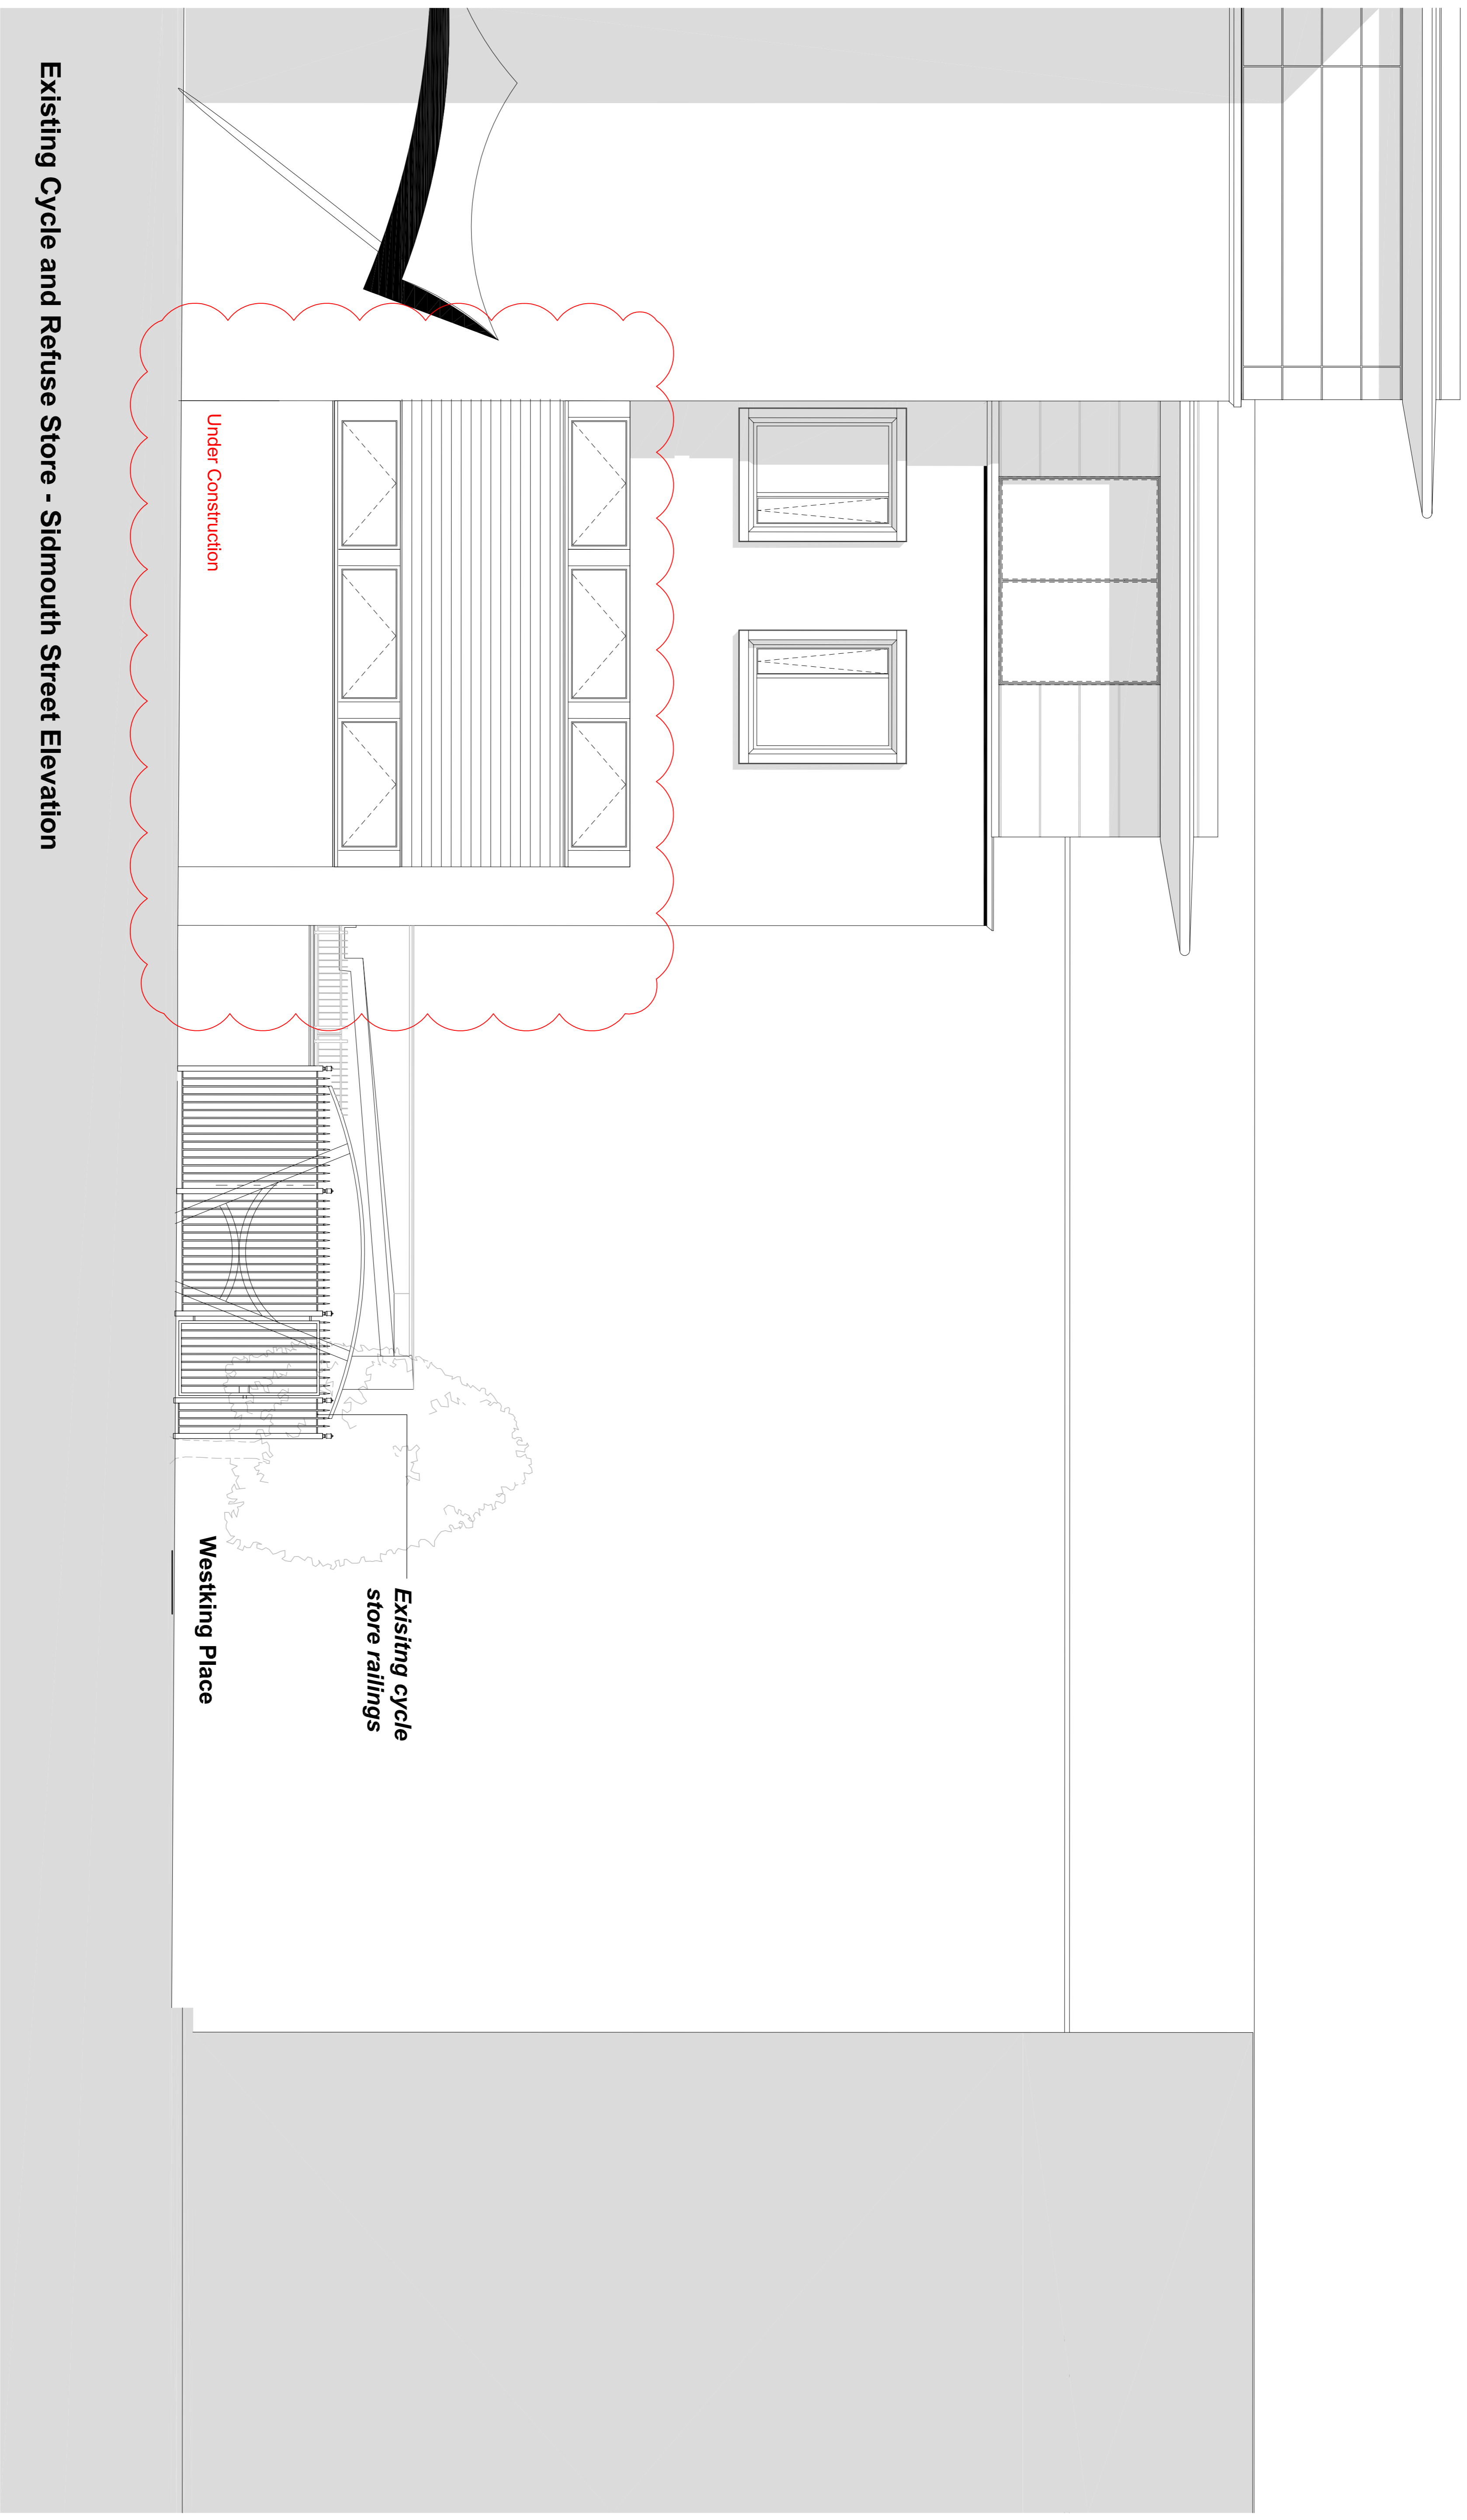 Under Construction
Exisitng cycle
store railings
Westking Place
Existing Cycle and Refuse Store - Sidmouth Street Elevation